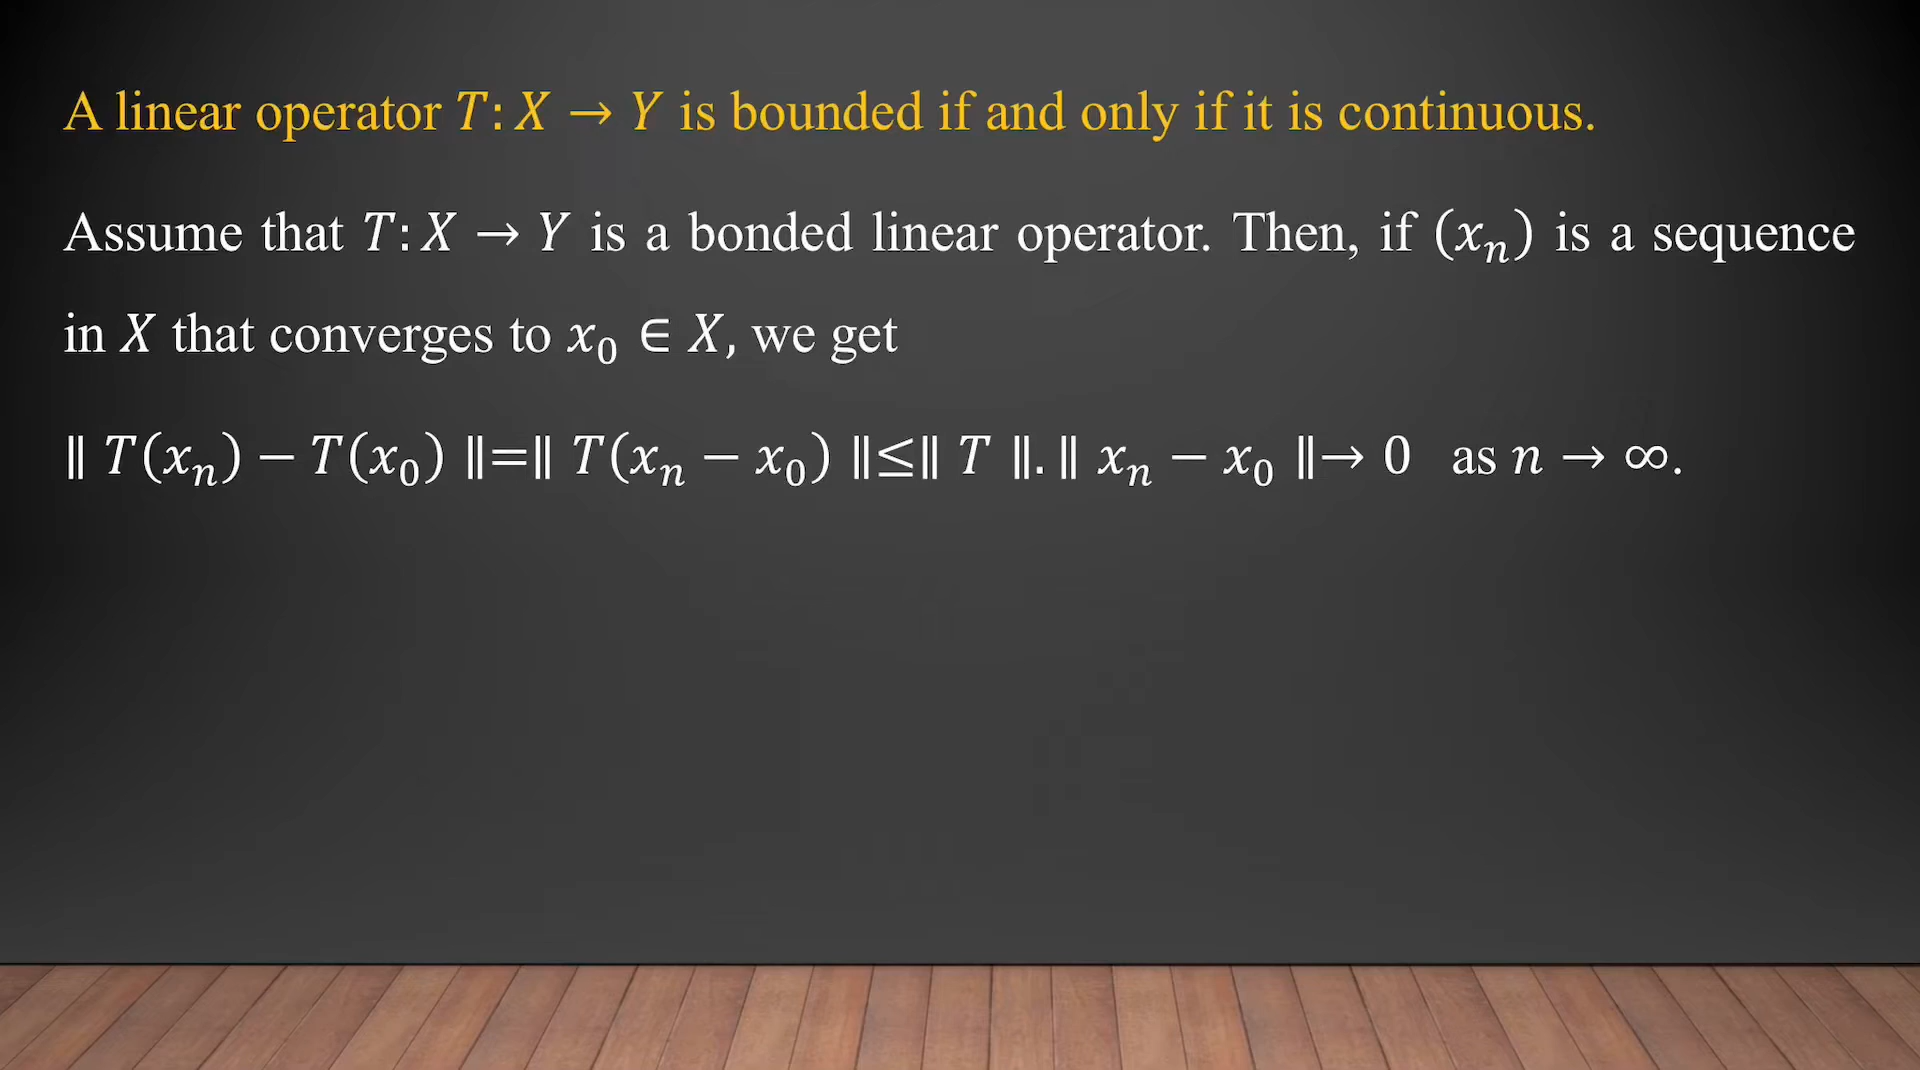 A linear operator 𝑇: 𝑋 → 𝑌 is bounded if and only if it is continuous.
Assume that 𝑇: 𝑋 → 𝑌 is a bonded linear operator. Then, if (𝑥ₙ) is a sequence
in 𝑋 that converges to 𝑥₀ ∈ 𝑋, we get
∥ 𝑇(𝑥ₙ) − 𝑇(𝑥₀) ∥=∥ 𝑇(𝑥ₙ − 𝑥₀) ∥≤∥ 𝑇 ∥. ∥ 𝑥ₙ − 𝑥₀ ∥→ 0 as 𝑛 → ∞.